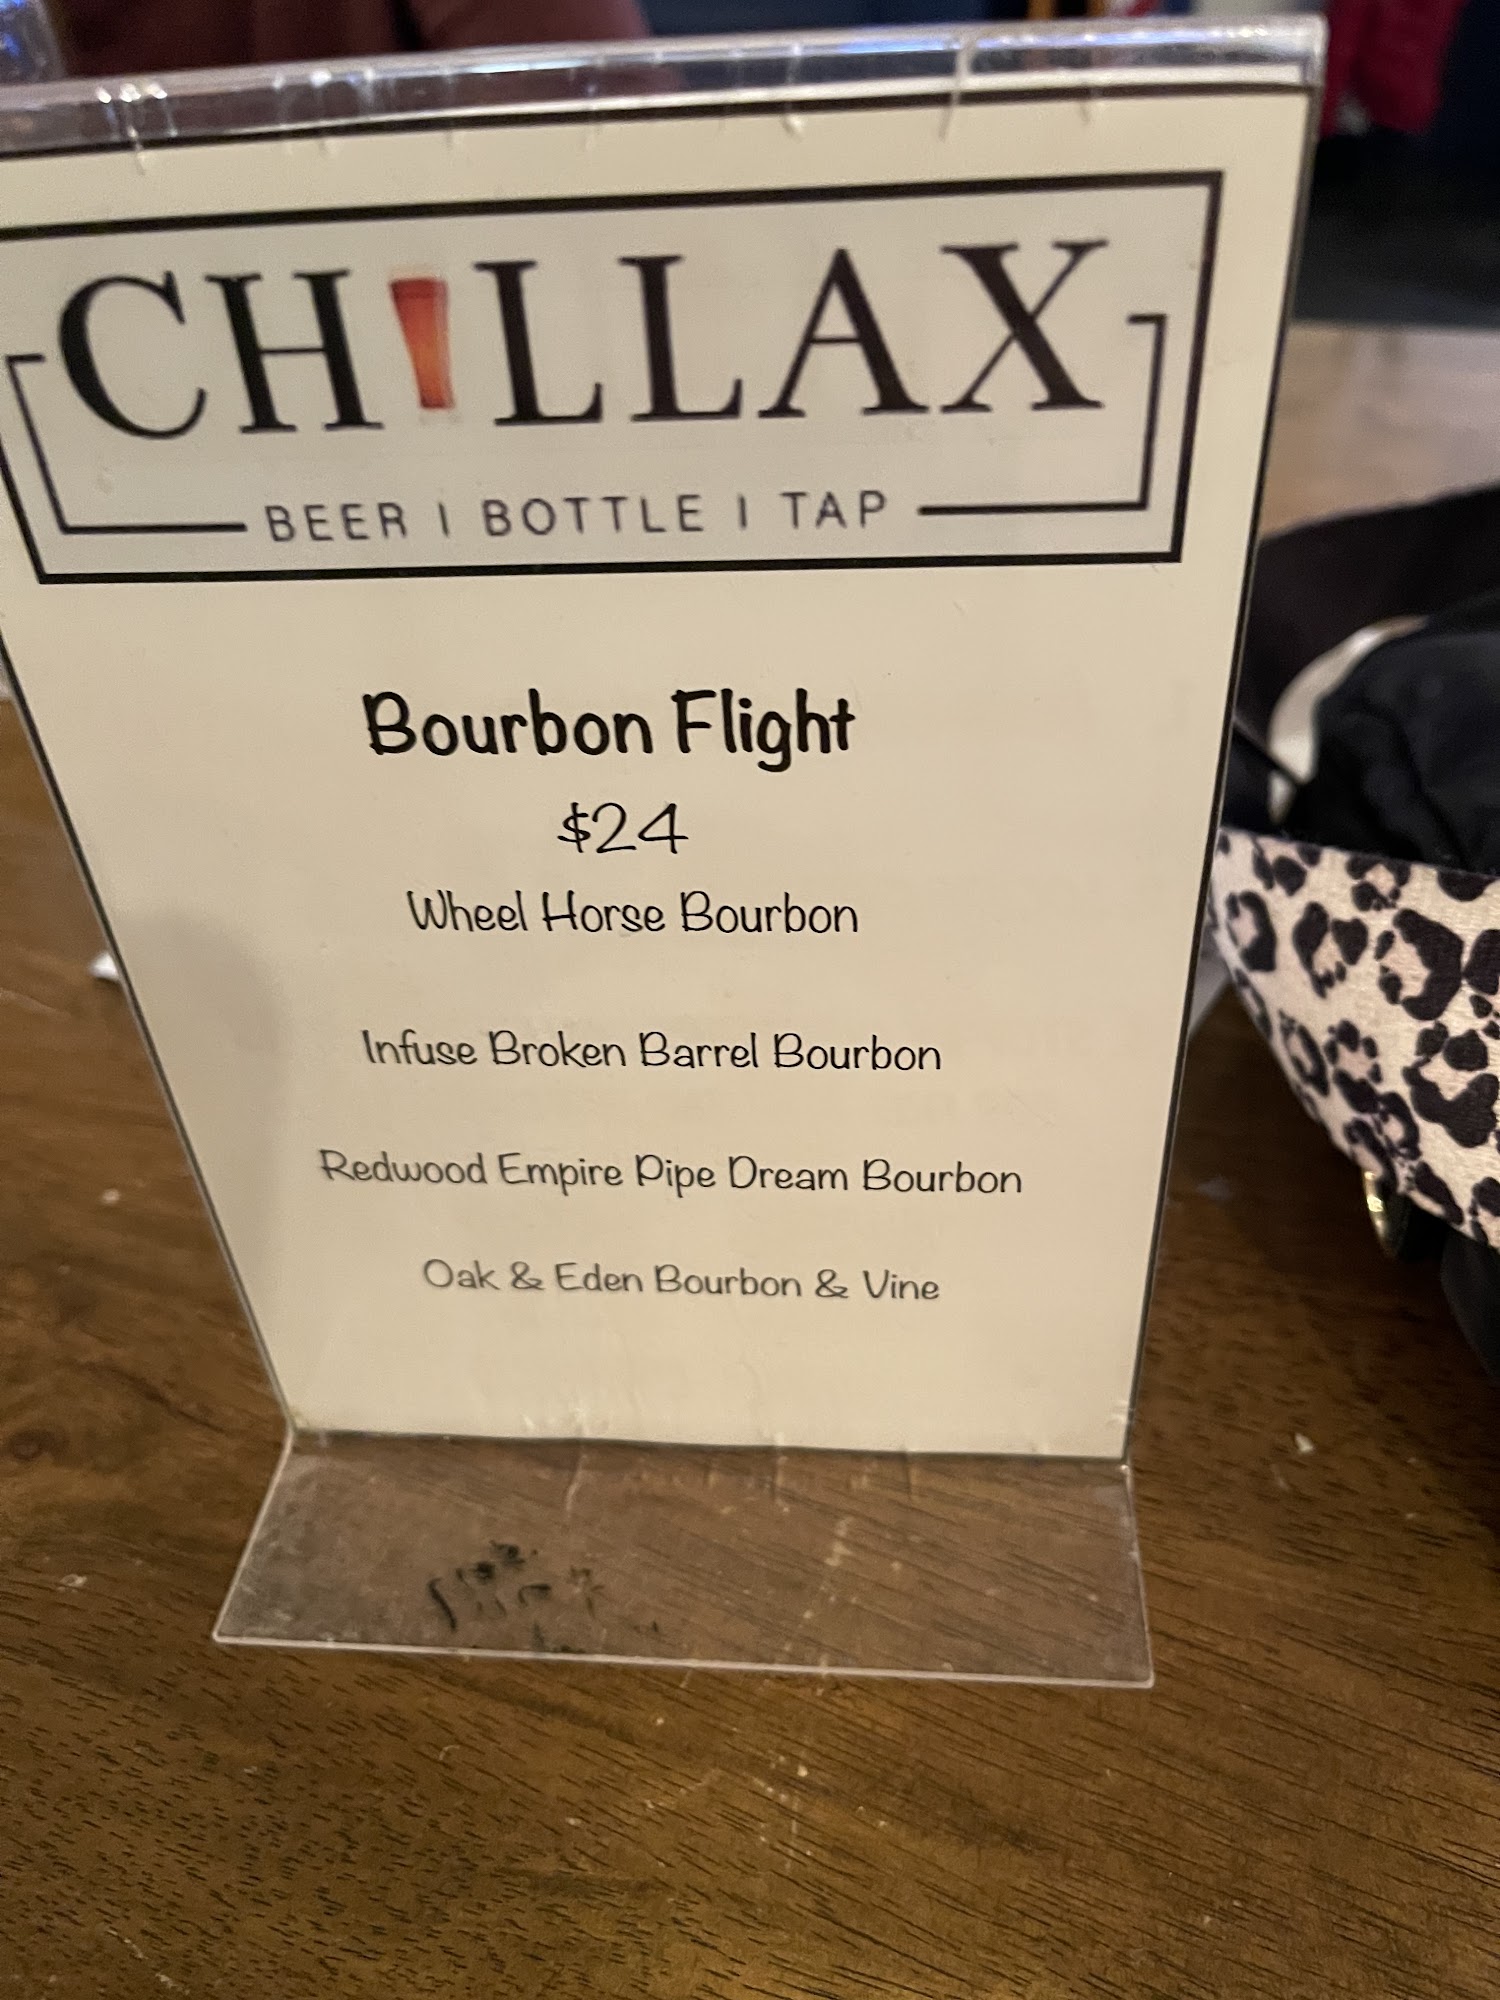 CHILLAX
BEER | BOTTLE | TAP
Bourbon Flight
$24
Wheel Horse Bourbon
Infuse Broken Barrel Bourbon
Redwood Empire Pipe Dream Bourbon
Oak & Eden Bourbon & Vine